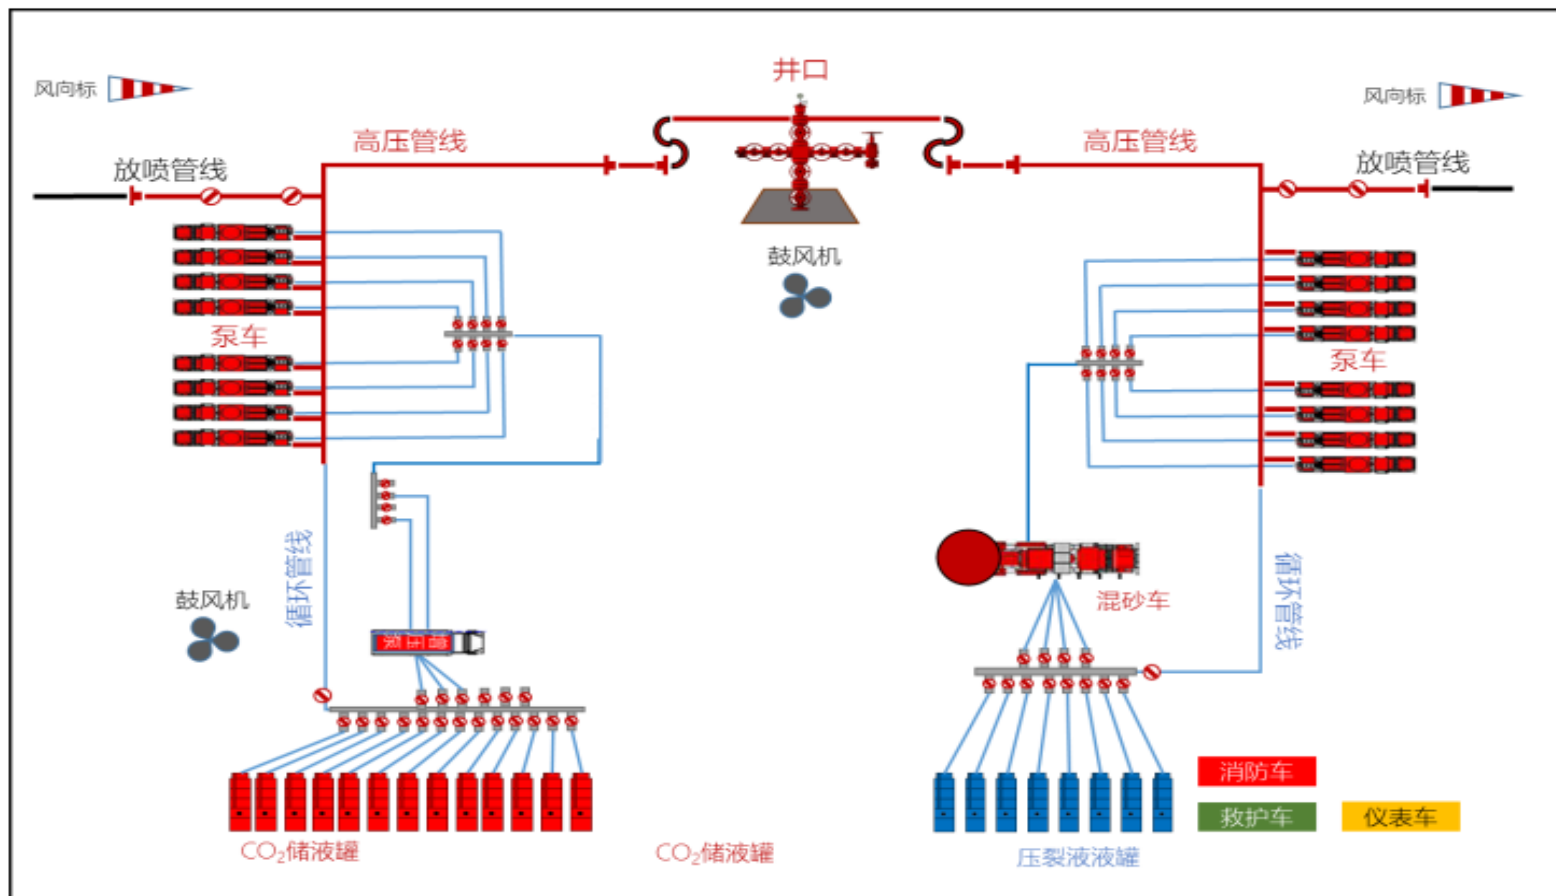 井口
风向标
风向标
高压管线
高压管线
放喷管线
放喷管线
鼓风机
泵车
泵车
循环管线
循环管线
鼓风机
增压泵
混砂车
消防车
救护车
仪表车
CO₂储液罐
CO₂储液罐
压裂液液罐